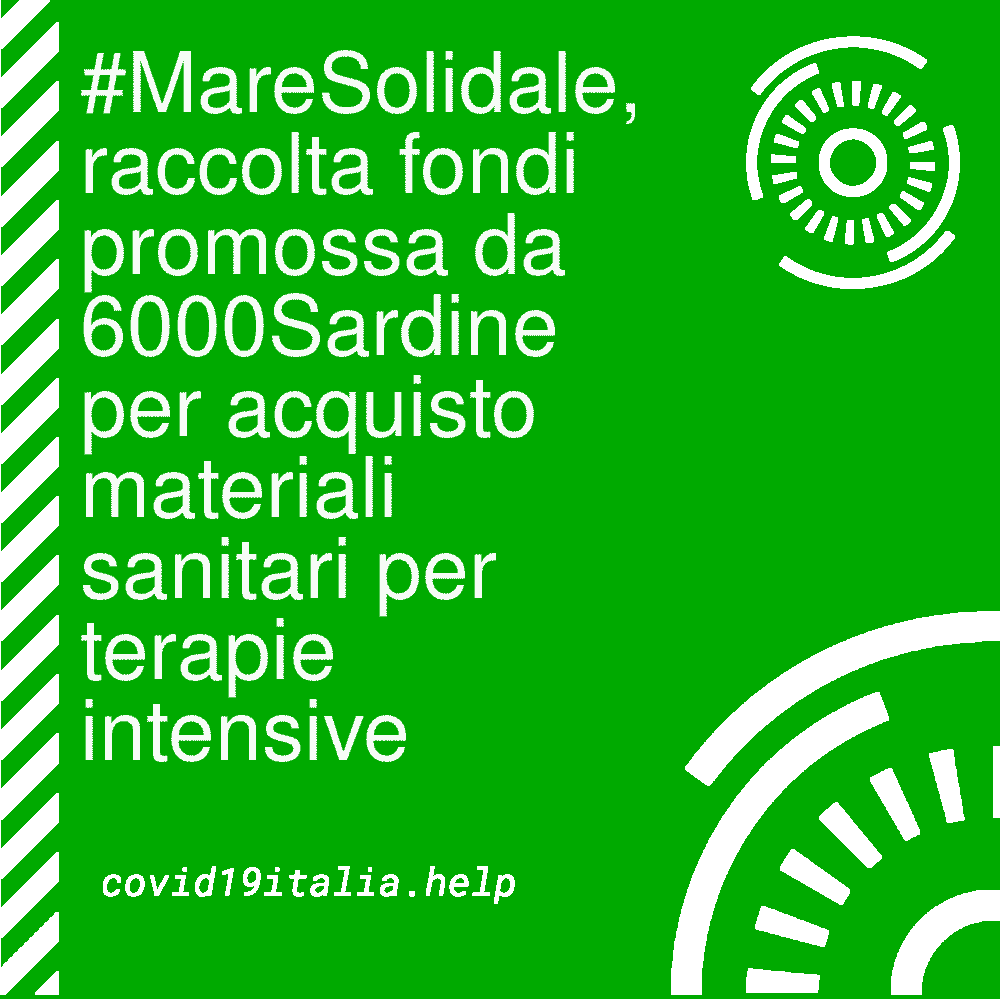 #MareSolidale,
raccolta fondi
promossa da
6000Sardine
per acquisto
materiali
sanitari per
terapie
intensive
covid19italia.help